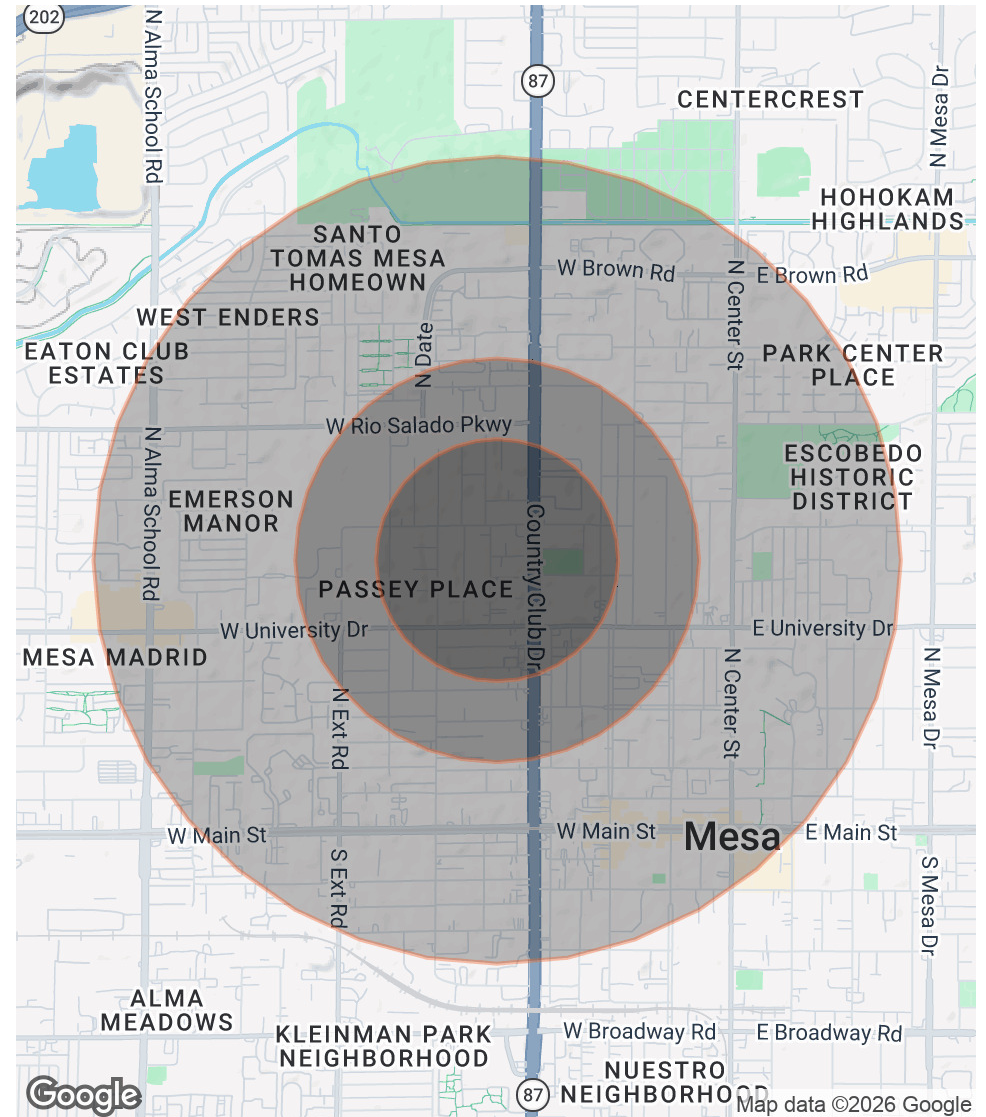 202
N Alma School Rd
87
CENTERCREST
N Mesa Dr
HOHOKAM
HIGHLANDS
SANTO
TOMAS MESA
HOMEOWN
W Brown Rd
N Center St
E Brown Rd
WEST ENDERS
EATON CLUB
ESTATES
N Date
PARK CENTER
PLACE
W Rio Salado Pkwy
N Alma School Rd
ESCOBEDO
HISTORIC
DISTRICT
EMERSON
MANOR
Country Club Dr
PASSEY PLACE
W University Dr
E University Dr
MESA MADRID
N Ext Rd
N Center St
N Mesa Dr
W Main St
W Main St
Mesa
E Main St
S Ext Rd
S Mesa Dr
ALMA
MEADOWS
KLEINMAN PARK
NEIGHBORHOOD
W Broadway Rd
E Broadway Rd
NUESTRO
NEIGHBORHOOD
87
Google
Map data ©2026 Google